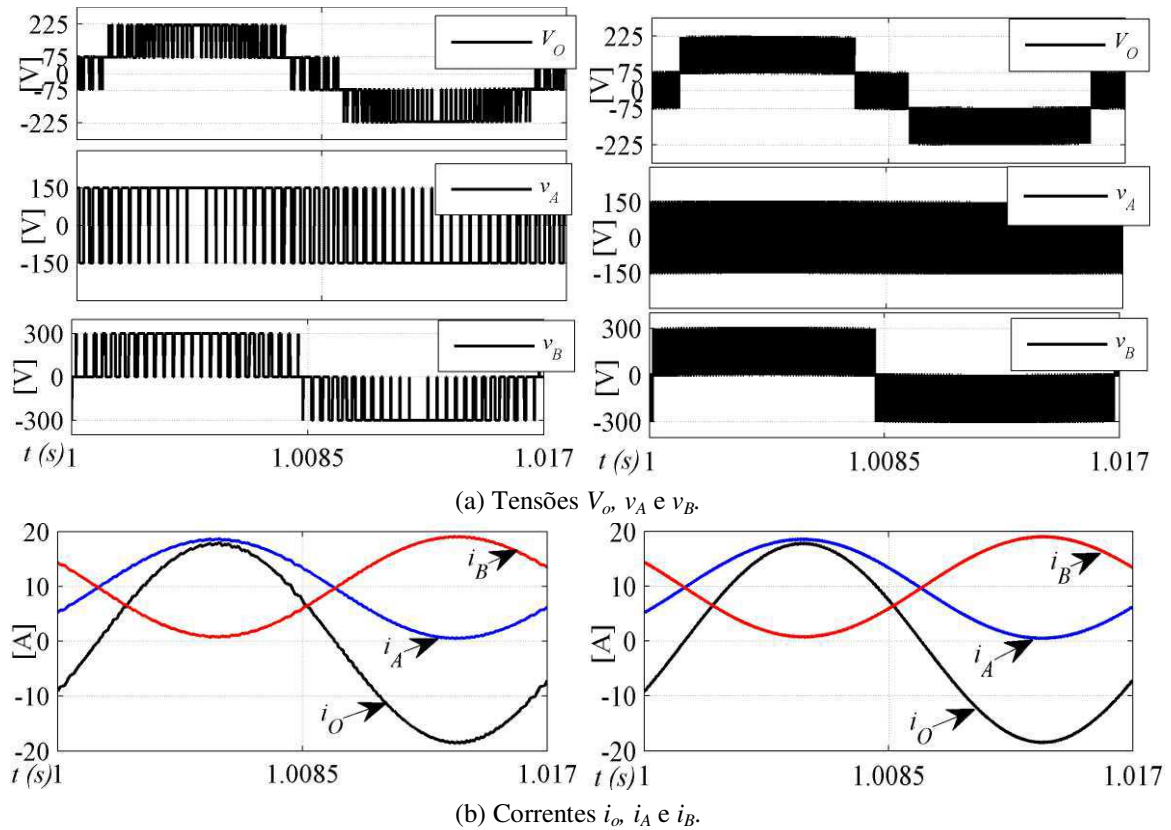 225
75
0
-75
-225
[V]
V_O
150
0
-150
[V]
v_A
300
0
-300
[V]
v_B
t (s) 1 1.0085 1.017
225
75
0
-75
-225
[V]
V_O
150
0
-150
[V]
v_A
300
0
-300
[V]
v_B
t (s) 1 1.0085 1.017
(a) Tensões V_o, v_A e v_B.
20
10
0
-10
-20
[A]
i_B
i_A
i_O
t (s) 1 1.0085 1.017
20
10
0
-10
-20
[A]
i_B
i_A
i_O
t (s) 1 1.0085 1.017
(b) Correntes i_o, i_A e i_B.